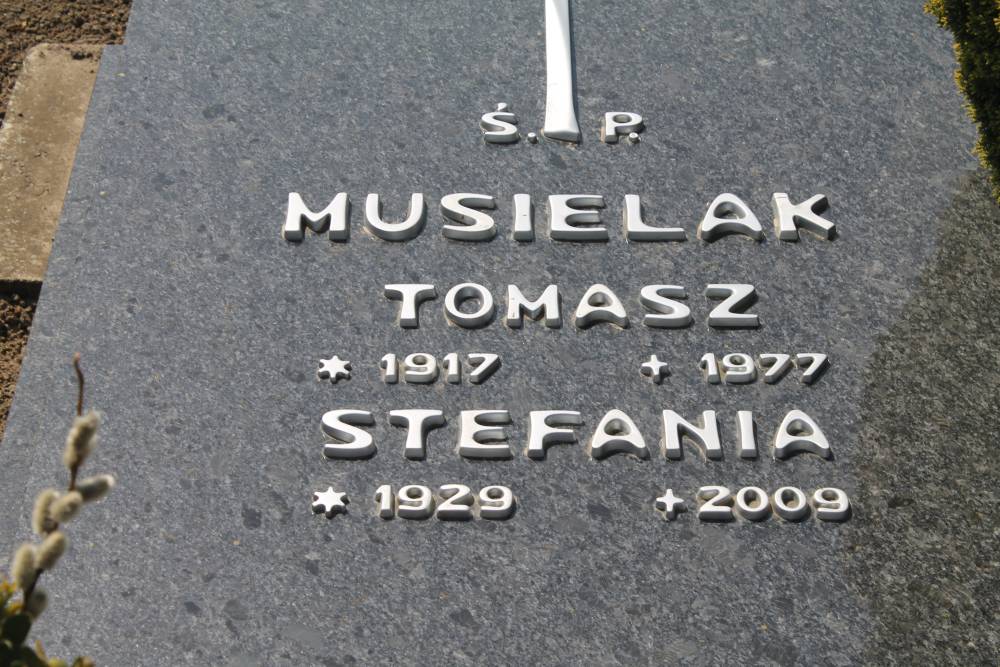 Ś. P.
MUSIELAK
TOMASZ
* 1917 + 1977
STEFANIA
* 1929 + 2009